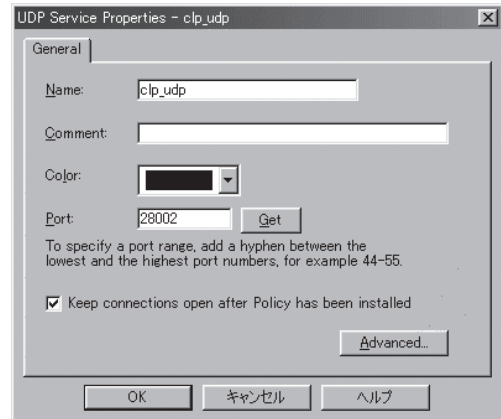 UDP Service Properties - clp_udp
General
Name: clp_udp
Comment:
Color:
Port: 28002 Get
To specify a port range, add a hyphen between the
lowest and the highest port numbers, for example 44-55.
Keep connections open after Policy has been installed
Advanced...
OK キャンセル ヘルプ